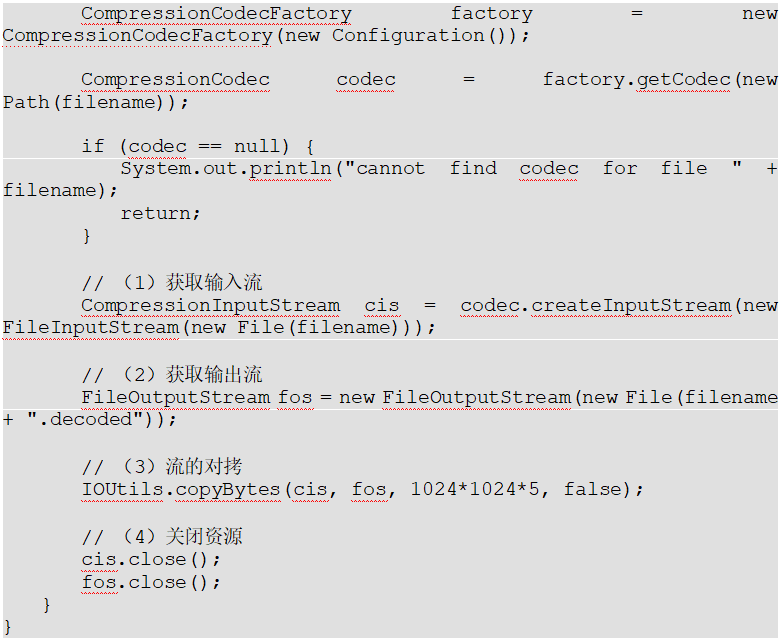 CompressionCodecFactory factory = new
CompressionCodecFactory(new Configuration());
CompressionCodec codec = factory.getCodec(new
Path(filename));
if (codec == null) {
System.out.println("cannot find codec for file " +
filename);
return;
}
// （1）获取输入流
CompressionInputStream cis = codec.createInputStream(new
FileInputStream(new File(filename)));
// （2）获取输出流
FileOutputStream fos = new FileOutputStream(new File(filename
+ ".decoded"));
// （3）流的对拷
IOUtils.copyBytes(cis, fos, 1024*1024*5, false);
// （4）关闭资源
cis.close();
fos.close();
}
}